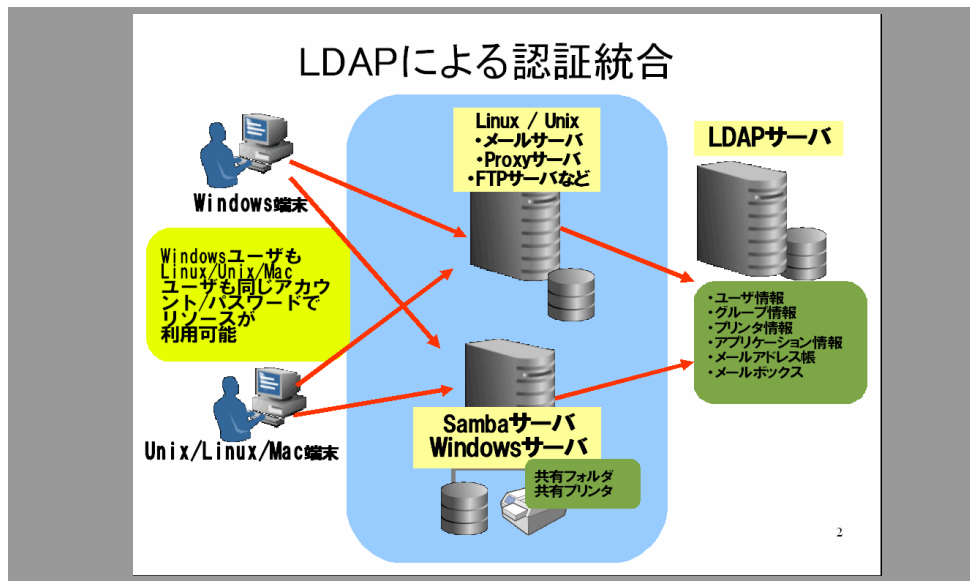 LDAPによる認証統合
Linux / Unix
・メールサーバ
・Proxyサーバ
・FTPサーバなど
LDAPサーバ
Windows端末
Windowsユーザも
Linux/Unix/Mac
ユーザも同じアカウ
ント/パスワードで
リソースが
利用可能
・ユーザ情報
・グループ情報
・プリンタ情報
・アプリケーション情報
・メールアドレス帳
・メールボックス
Unix/Linux/Mac端末
Sambaサーバ
Windowsサーバ
共有フォルダ
共有プリンタ
2